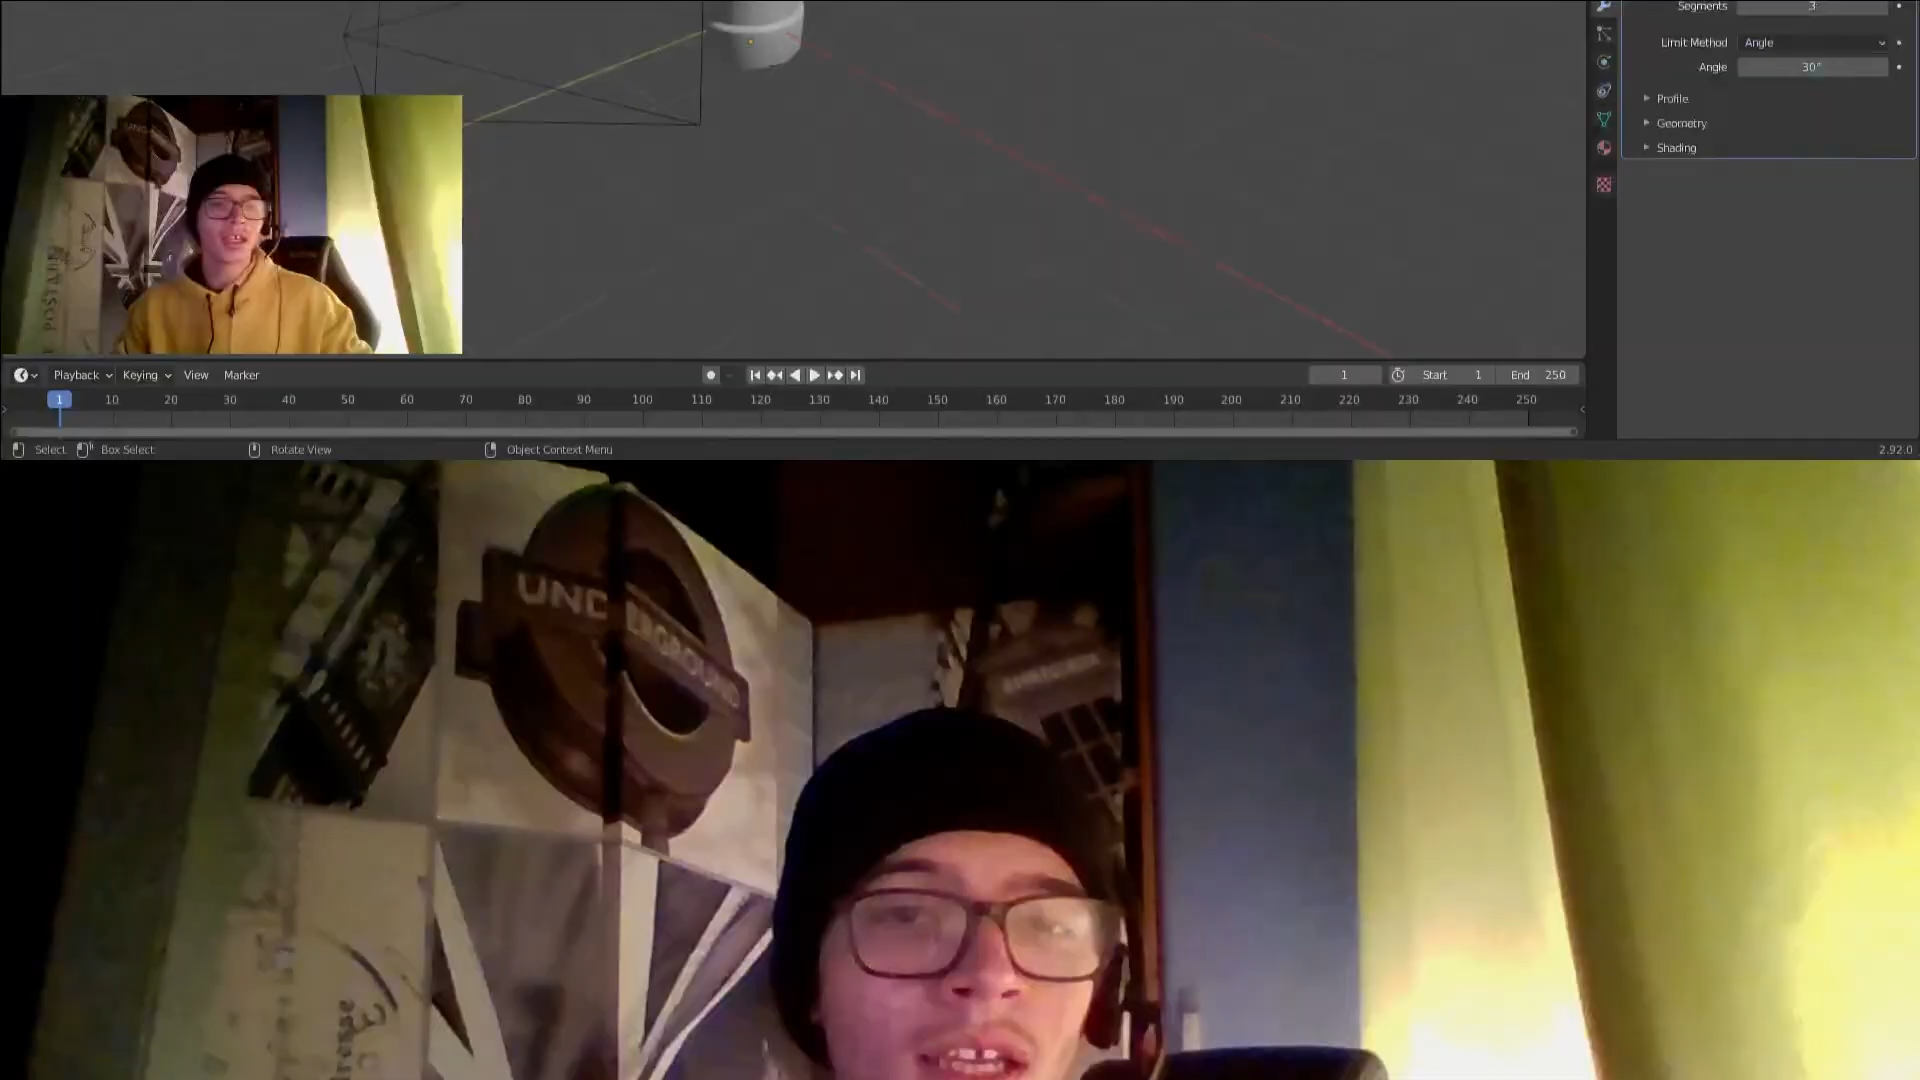 Segments 3
Limit Method Angle
Angle 30°
Profile
Geometry
Shading
POSTALE
Playback Keying View Marker 1 Start 1 End 250
1 10 20 30 40 50 60 70 80 90 100 110 120 130 140 150 160 170 180 190 200 210 220 230 240 250
Select Box Select Rotate View Object Context Menu 2.92.0
UNDERGROUND